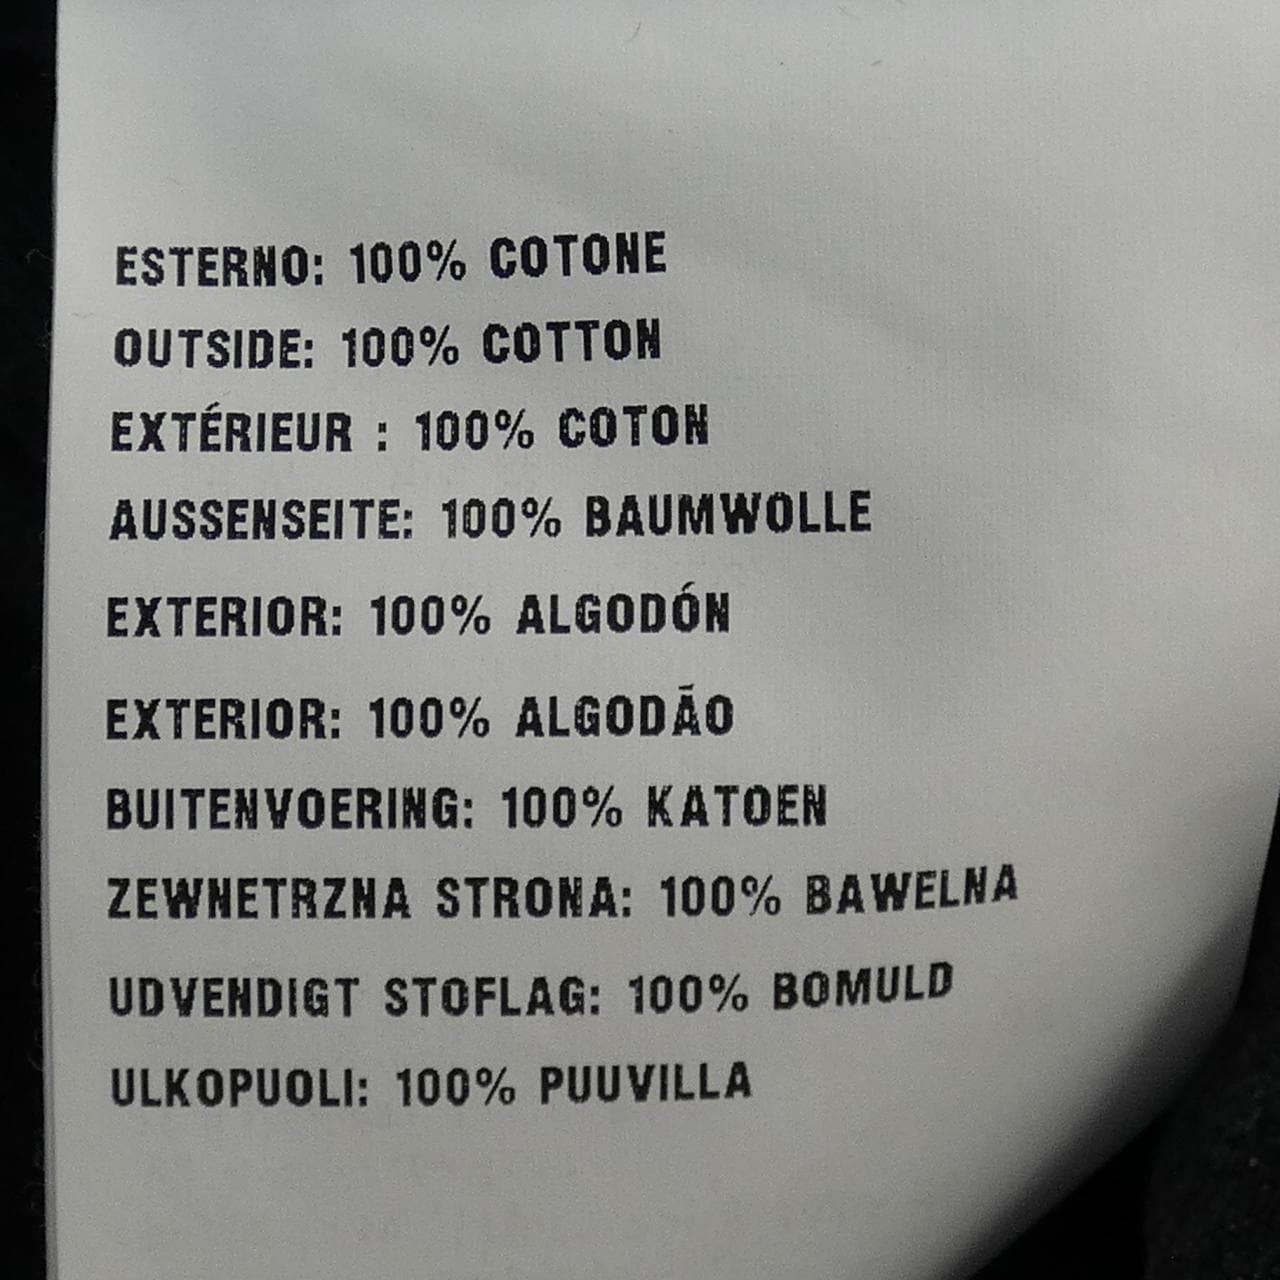 ESTERNO: 100% COTONE
OUTSIDE: 100% COTTON
EXTÉRIEUR : 100% COTON
AUSSENSEITE: 100% BAUMWOLLE
EXTERIOR: 100% ALGODÓN
EXTERIOR: 100% ALGODÃO
BUITENVOERING: 100% KATOEN
ZEWNETRZNA STRONA: 100% BAWELNA
UDVENDIGT STOFLAG: 100% BOMULD
ULKOPUOLI: 100% PUUVILLA